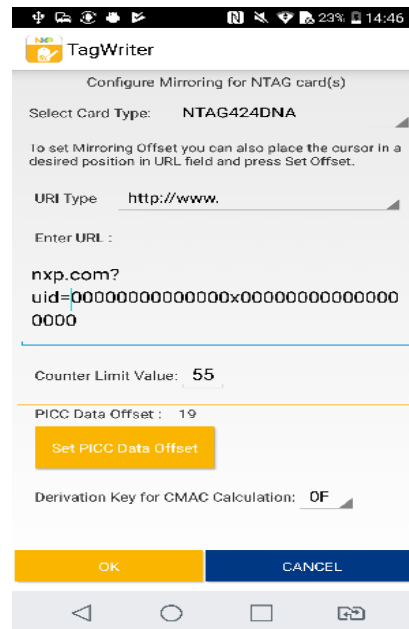 N 23% 14:46
NXP TagWriter
Configure Mirroring for NTAG card(s)
Select Card Type: NTAG424DNA
To set Mirroring Offset you can also place the cursor in a
desired position in URL field and press Set Offset.
URI Type http://www.
Enter URL :
nxp.com?
uid=00000000000000x00000000000000
0000
Counter Limit Value: 55
PICC Data Offset : 19
Set PICC Data Offset
Derivation Key for CMAC Calculation: 0F
OK CANCEL